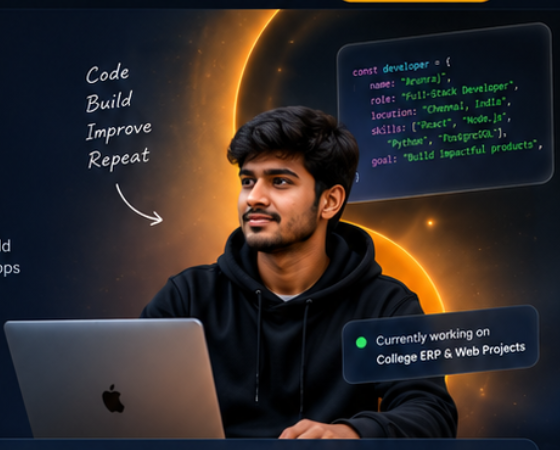 Code
Build
Improve
Repeat
const developer = {
name: "Arunraj",
role: "Full-Stack Developer",
location: "Chennai, India",
skills: ["React", "Node.js",
"Python", "PostgreSQL"],
goal: "Build impactful products",
}
ld
ops
Currently working on
College ERP & Web Projects